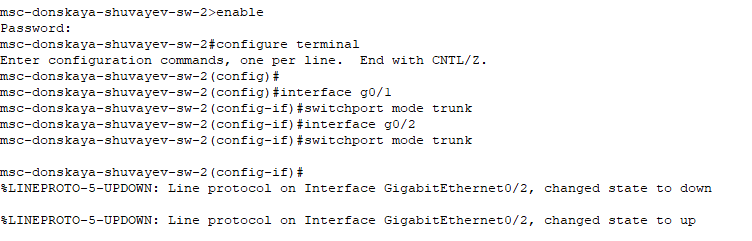 msc-donskaya-shuvayev-sw-2>enable
Password:
msc-donskaya-shuvayev-sw-2#configure terminal
Enter configuration commands, one per line.  End with CNTL/Z.
msc-donskaya-shuvayev-sw-2(config)#
msc-donskaya-shuvayev-sw-2(config)#interface g0/1
msc-donskaya-shuvayev-sw-2(config-if)#switchport mode trunk
msc-donskaya-shuvayev-sw-2(config-if)#interface g0/2
msc-donskaya-shuvayev-sw-2(config-if)#switchport mode trunk
msc-donskaya-shuvayev-sw-2(config-if)#
%LINEPROTO-5-UPDOWN: Line protocol on Interface GigabitEthernet0/2, changed state to down
%LINEPROTO-5-UPDOWN: Line protocol on Interface GigabitEthernet0/2, changed state to up